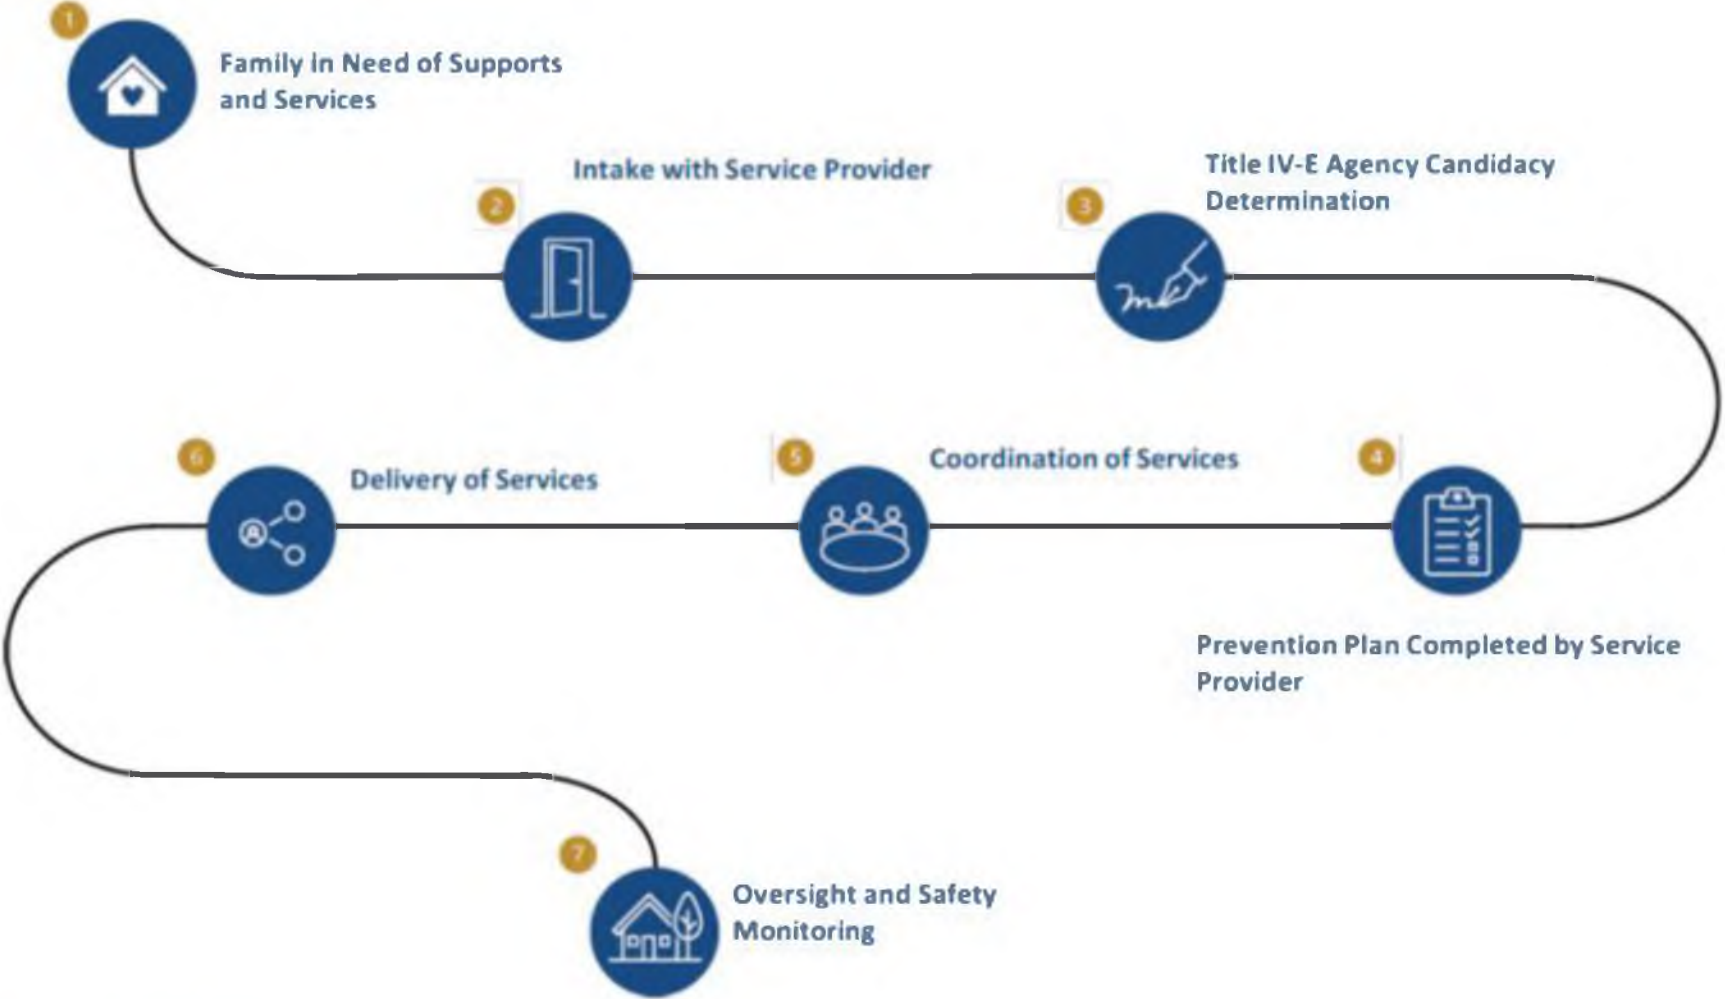 1
Family in Need of Supports
and Services
2
Intake with Service Provider
3
Title IV-E Agency Candidacy
Determination
4
Prevention Plan Completed by Service
Provider
5
Coordination of Services
6
Delivery of Services
7
Oversight and Safety
Monitoring